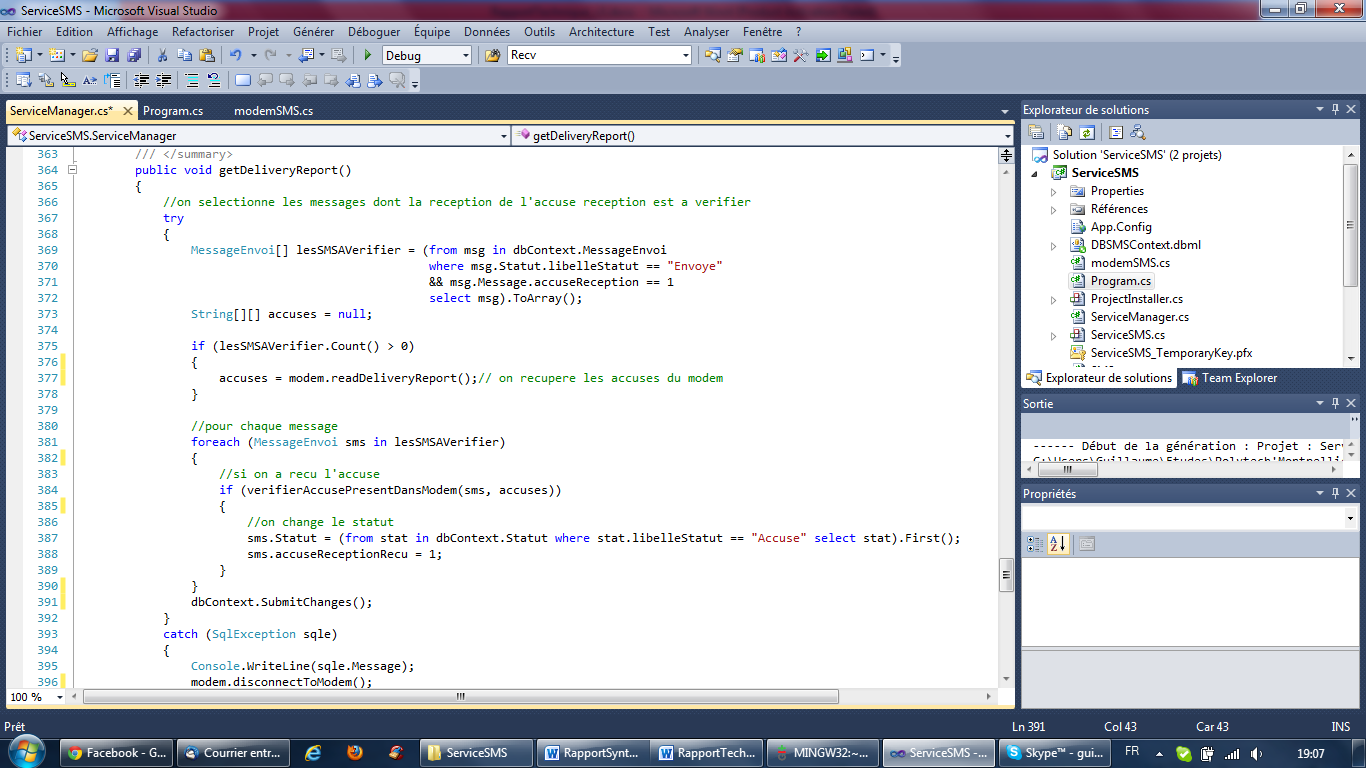 ServiceSMS - Microsoft Visual Studio
Fichier Edition Affichage Refactoriser Projet Générer Déboguer Équipe Données Outils Architecture Test Analyser Fenêtre ?
Debug Recv
ServiceManager.cs* Program.cs modemSMS.cs
ServiceSMS.ServiceManager getDeliveryReport()
363 /// </summary>
364 public void getDeliveryReport()
365 {
366 //on selectionne les messages dont la reception de l'accuse reception est a verifier
367 try
368 {
369 MessageEnvoi[] lesSMSAVerifier = (from msg in dbContext.MessageEnvoi
370 where msg.Statut.libelleStatut == "Envoye"
371 && msg.Message.accuseReception == 1
372 select msg).ToArray();
373 String[][] accuses = null;
374
375 if (lesSMSAVerifier.Count() > 0)
376 {
377 accuses = modem.readDeliveryReport();// on recupere les accuses du modem
378 }
379
380 //pour chaque message
381 foreach (MessageEnvoi sms in lesSMSAVerifier)
382 {
383 //si on a recu l'accuse
384 if (verifierAccusePresentDansModem(sms, accuses))
385 {
386 //on change le statut
387 sms.Statut = (from stat in dbContext.Statut where stat.libelleStatut == "Accuse" select stat).First();
388 sms.accuseReceptionRecu = 1;
389 }
390 }
391 dbContext.SubmitChanges();
392 }
393 catch (SqlException sqle)
394 {
395 Console.WriteLine(sqle.Message);
396 modem.disconnectToModem();
100 %
Explorateur de solutions
Solution 'ServiceSMS' (2 projets)
ServiceSMS
Properties
Références
App.Config
DBSMSContext.dbml
modemSMS.cs
Program.cs
ProjectInstaller.cs
ServiceManager.cs
ServiceSMS.cs
ServiceSMS_TemporaryKey.pfx
Explorateur de solutions Team Explorer
Sortie
------ Début de la génération : Projet : Ser
C:\Users\Guillaume\Etudes\Polytech'Montpelli
Propriétés
Prêt Ln 391 Col 43 Car 43 INS
Facebook - G... Courrier entr... ServiceSMS RapportSynt... RapportTech... MINGW32:~... ServiceSMS -... Skype™ - gui... FR 19:07